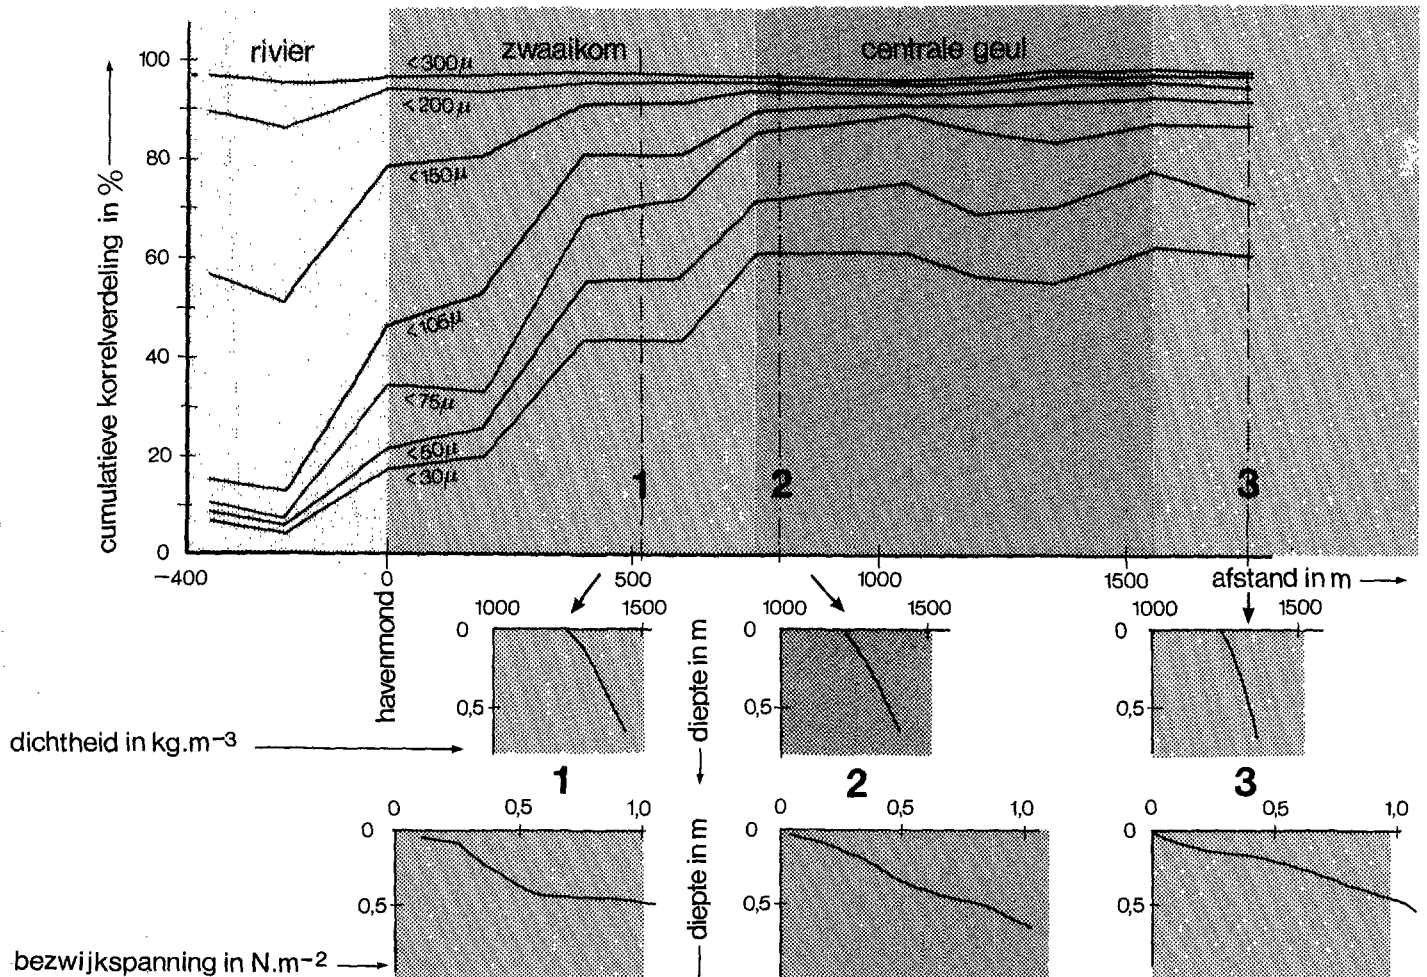 rivier
zwaaikom
centrale geul
cumulatieve korrelverdeling in %
100
80
60
40
20
0
<300µ
<200µ
<150µ
<105µ
<75µ
<50µ
<30µ
1
2
3
-400
0
500
1000
1500
afstand in m
havenmond
1000 1500
0
0,5
diepte in m
1000 1500
0
0,5
1000 1500
0
0,5
dichtheid in kg.m-3
1
2
3
0 0,5 1,0
0
0,5
diepte in m
0 0,5 1,0
0
0,5
0 0,5 1,0
0
0,5
bezwijkspanning in N.m-2